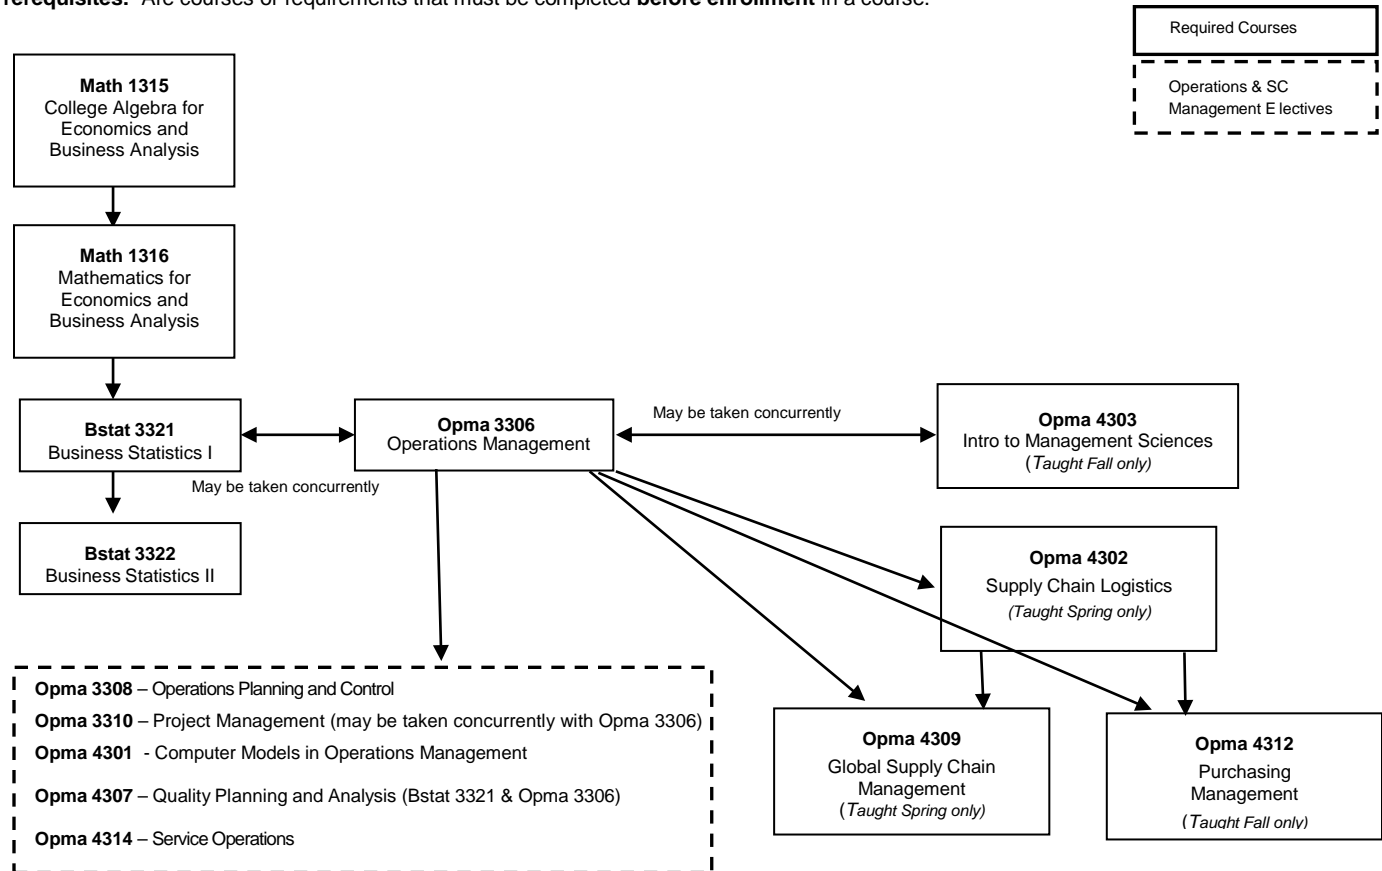 rerequisites: Are courses or requirements that must be completed before enrollment in a course.
Required Courses
Operations & SC
Management E lectives
Math 1315
College Algebra for
Economics and
Business Analysis
Math 1316
Mathematics for
Economics and
Business Analysis
Bstat 3321
Business Statistics I
May be taken concurrently
Opma 3306
Operations Management
May be taken concurrently
Opma 4303
Intro to Management Sciences
(Taught Fall only)
Bstat 3322
Business Statistics II
Opma 4302
Supply Chain Logistics
(Taught Spring only)
Opma 3308 – Operations Planning and Control
Opma 3310 – Project Management (may be taken concurrently with Opma 3306)
Opma 4301 - Computer Models in Operations Management
Opma 4307 – Quality Planning and Analysis (Bstat 3321 & Opma 3306)
Opma 4314 – Service Operations
Opma 4309
Global Supply Chain
Management
(Taught Spring only)
Opma 4312
Purchasing
Management
(Taught Fall only)